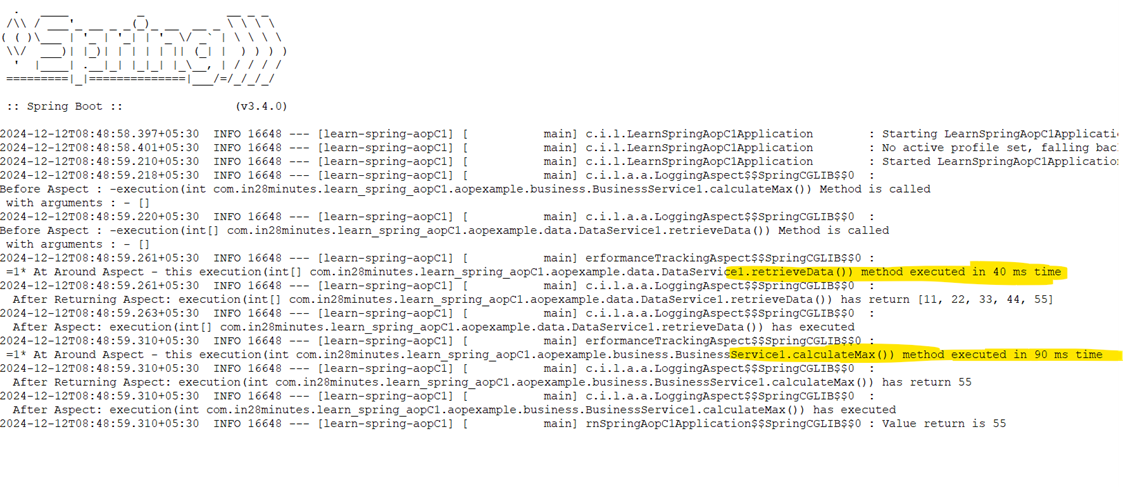 .   ____          _            __ _ _
 /\\ / ___'_ __ _ _(_)_ __  __ _ \ \ \ \
( ( )\___ | '_ | '_| | '_ \/ _` | \ \ \ \
 \\/  ___)| |_)| | | | | || (_| |  ) ) ) )
  '  |____| .__|_| |_|_| |_\__, | / / / /
 =========|_|==============|___/=/_/_/_/
:: Spring Boot :: (v3.4.0)
2024-12-12T08:48:58.397+05:30 INFO 16648 --- [learn-spring-aopC1] [ main] c.i.l.LearnSpringAopC1Application : Starting LearnSpringAopC1Applicati
2024-12-12T08:48:58.401+05:30 INFO 16648 --- [learn-spring-aopC1] [ main] c.i.l.LearnSpringAopC1Application : No active profile set, falling bac
2024-12-12T08:48:59.210+05:30 INFO 16648 --- [learn-spring-aopC1] [ main] c.i.l.LearnSpringAopC1Application : Started LearnSpringAopC1Application
2024-12-12T08:48:59.218+05:30 INFO 16648 --- [learn-spring-aopC1] [ main] c.i.l.a.a.LoggingAspect$$SpringCGLIB$$0 :
Before Aspect : -execution(int com.in28minutes.learn_spring_aopC1.aopexample.business.BusinessService1.calculateMax()) Method is called
with arguments : - []
2024-12-12T08:48:59.220+05:30 INFO 16648 --- [learn-spring-aopC1] [ main] c.i.l.a.a.LoggingAspect$$SpringCGLIB$$0 :
Before Aspect : -execution(int[] com.in28minutes.learn_spring_aopC1.aopexample.data.DataService1.retrieveData()) Method is called
with arguments : - []
2024-12-12T08:48:59.261+05:30 INFO 16648 --- [learn-spring-aopC1] [ main] erformanceTrackingAspect$$SpringCGLIB$$0 :
=1* At Around Aspect - this execution(int[] com.in28minutes.learn_spring_aopC1.aopexample.data.DataService1.retrieveData()) method executed in 40 ms time
2024-12-12T08:48:59.261+05:30 INFO 16648 --- [learn-spring-aopC1] [ main] c.i.l.a.a.LoggingAspect$$SpringCGLIB$$0 :
After Returning Aspect: execution(int[] com.in28minutes.learn_spring_aopC1.aopexample.data.DataService1.retrieveData()) has return [11, 22, 33, 44, 55]
2024-12-12T08:48:59.263+05:30 INFO 16648 --- [learn-spring-aopC1] [ main] c.i.l.a.a.LoggingAspect$$SpringCGLIB$$0 :
After Aspect: execution(int[] com.in28minutes.learn_spring_aopC1.aopexample.data.DataService1.retrieveData()) has executed
2024-12-12T08:48:59.310+05:30 INFO 16648 --- [learn-spring-aopC1] [ main] erformanceTrackingAspect$$SpringCGLIB$$0 :
=1* At Around Aspect - this execution(int com.in28minutes.learn_spring_aopC1.aopexample.business.BusinessService1.calculateMax()) method executed in 90 ms time
2024-12-12T08:48:59.310+05:30 INFO 16648 --- [learn-spring-aopC1] [ main] c.i.l.a.a.LoggingAspect$$SpringCGLIB$$0 :
After Returning Aspect: execution(int com.in28minutes.learn_spring_aopC1.aopexample.business.BusinessService1.calculateMax()) has return 55
2024-12-12T08:48:59.310+05:30 INFO 16648 --- [learn-spring-aopC1] [ main] c.i.l.a.a.LoggingAspect$$SpringCGLIB$$0 :
After Aspect: execution(int com.in28minutes.learn_spring_aopC1.aopexample.business.BusinessService1.calculateMax()) has executed
2024-12-12T08:48:59.310+05:30 INFO 16648 --- [learn-spring-aopC1] [ main] rnSpringAopC1Application$$SpringCGLIB$$0 : Value return is 55